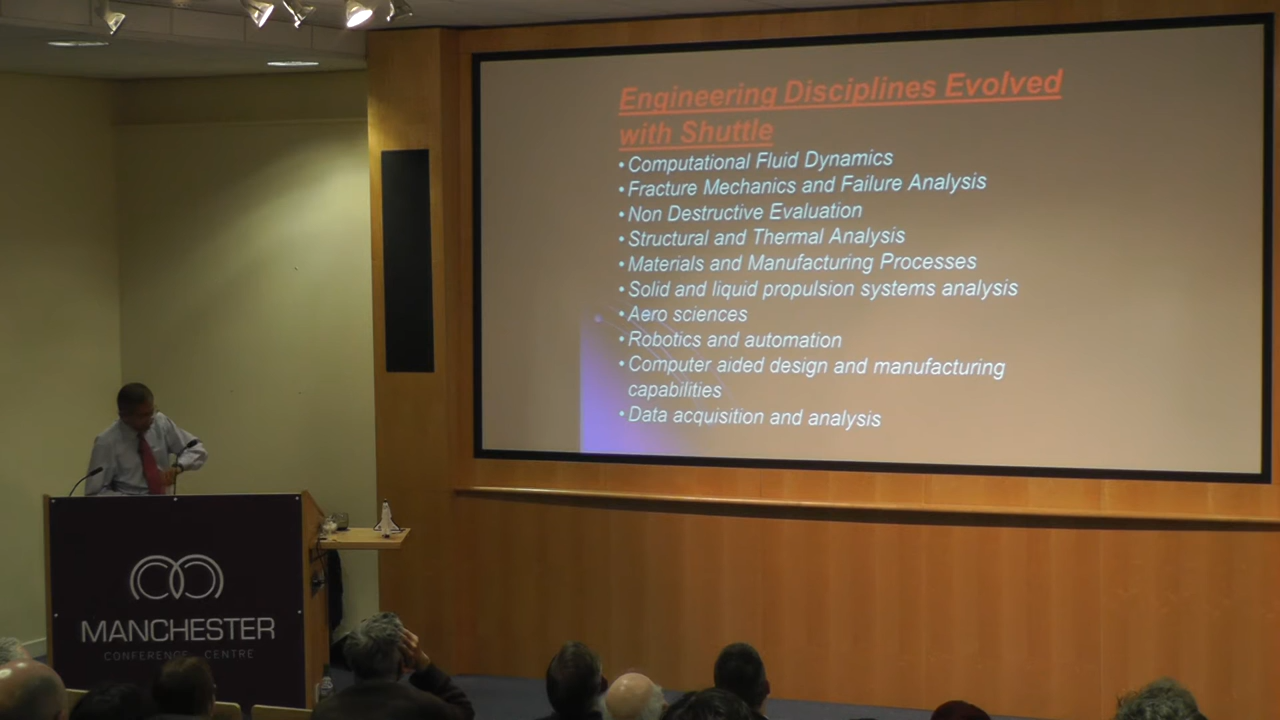 Engineering Disciplines Evolved
with Shuttle
• Computational Fluid Dynamics
• Fracture Mechanics and Failure Analysis
• Non Destructive Evaluation
• Structural and Thermal Analysis
• Materials and Manufacturing Processes
• Solid and liquid propulsion systems analysis
• Aero sciences
• Robotics and automation
• Computer aided design and manufacturing
capabilities
• Data acquisition and analysis
MANCHESTER
CONFERENCE CENTRE